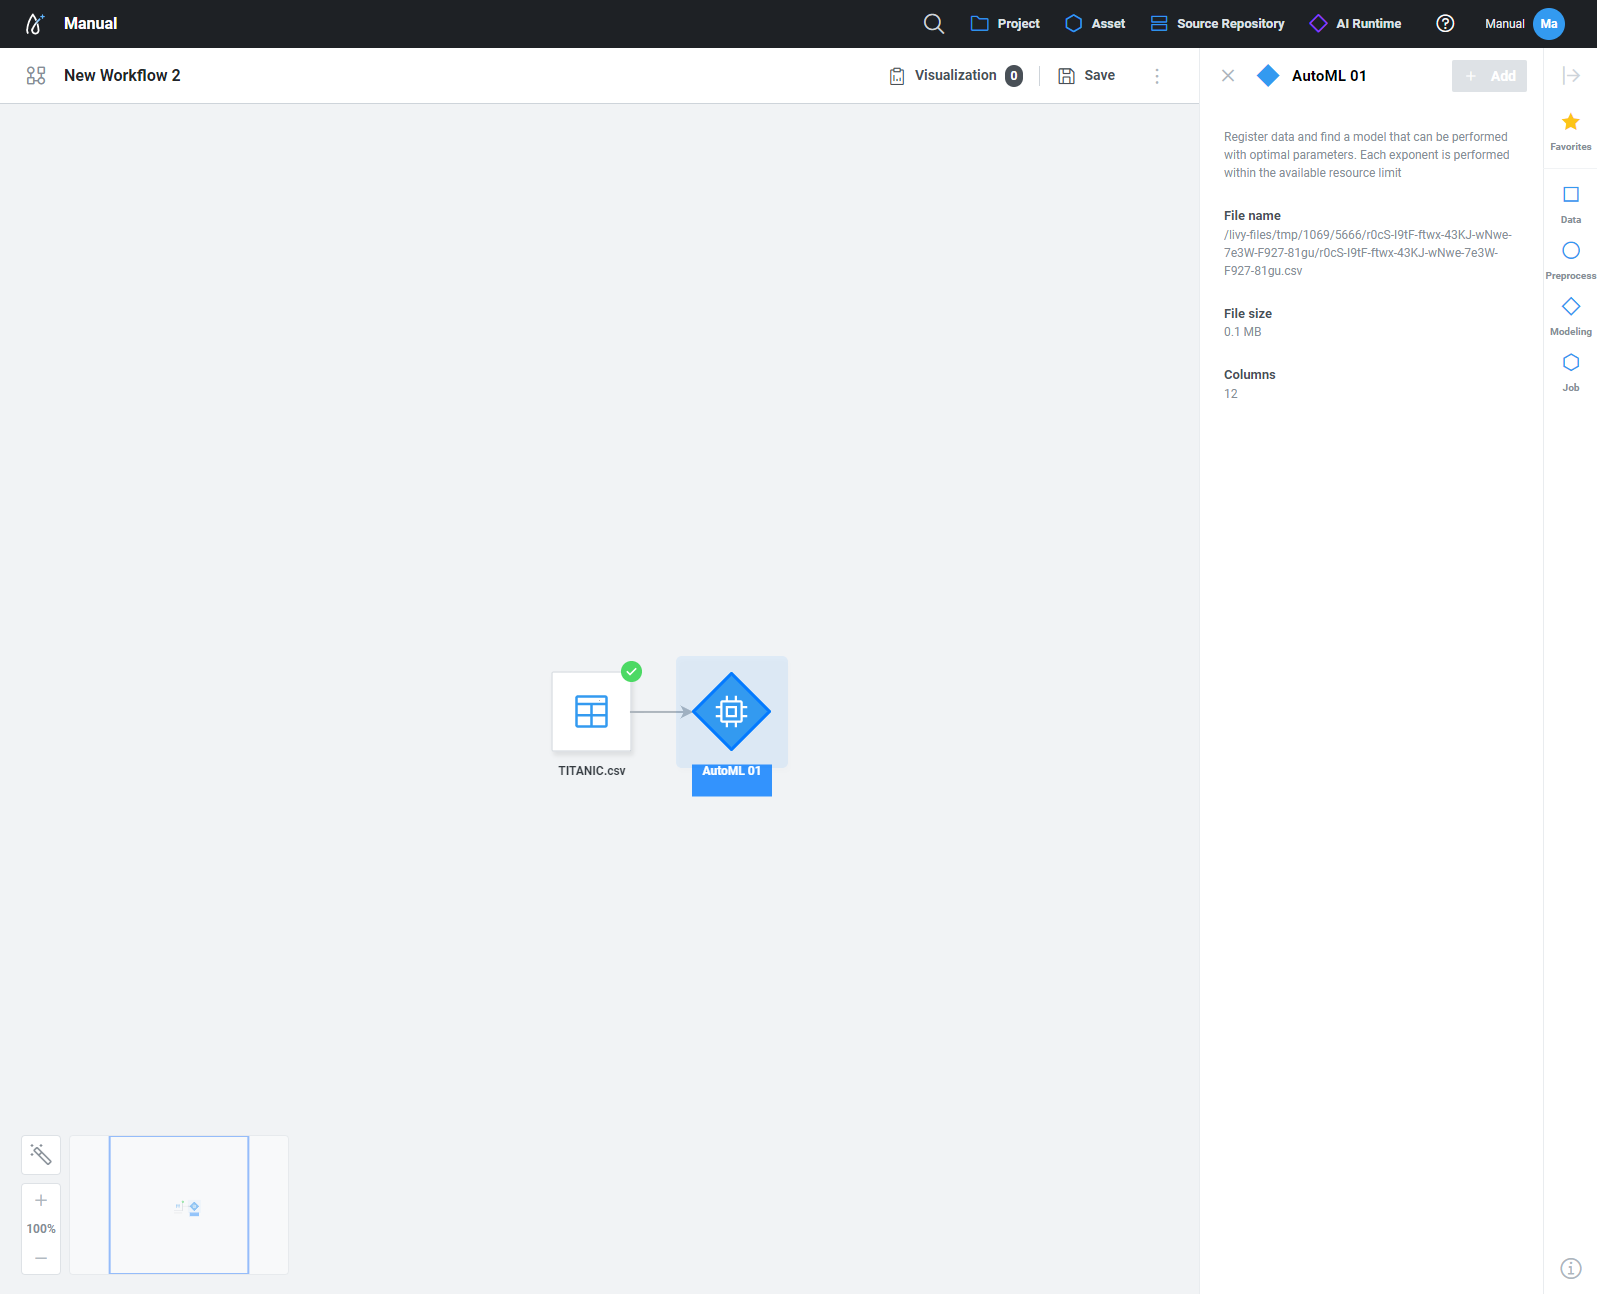 Manual
Project
Asset
Source Repository
AI Runtime
Manual
Ma
New Workflow 2
Visualization 0
Save
AutoML 01
+ Add
Register data and find a model that can be performed
with optimal parameters. Each exponent is performed
within the available resource limit
File name
/livy-files/tmp/1069/5666/r0cS-I9tF-ftwx-43KJ-wNwe-
7e3W-F927-81gu/r0cS-I9tF-ftwx-43KJ-wNwe-7e3W-
F927-81gu.csv
File size
0.1 MB
Columns
12
Favorites
Data
Preprocess
Modeling
Job
TITANIC.csv
AutoML 01
100%